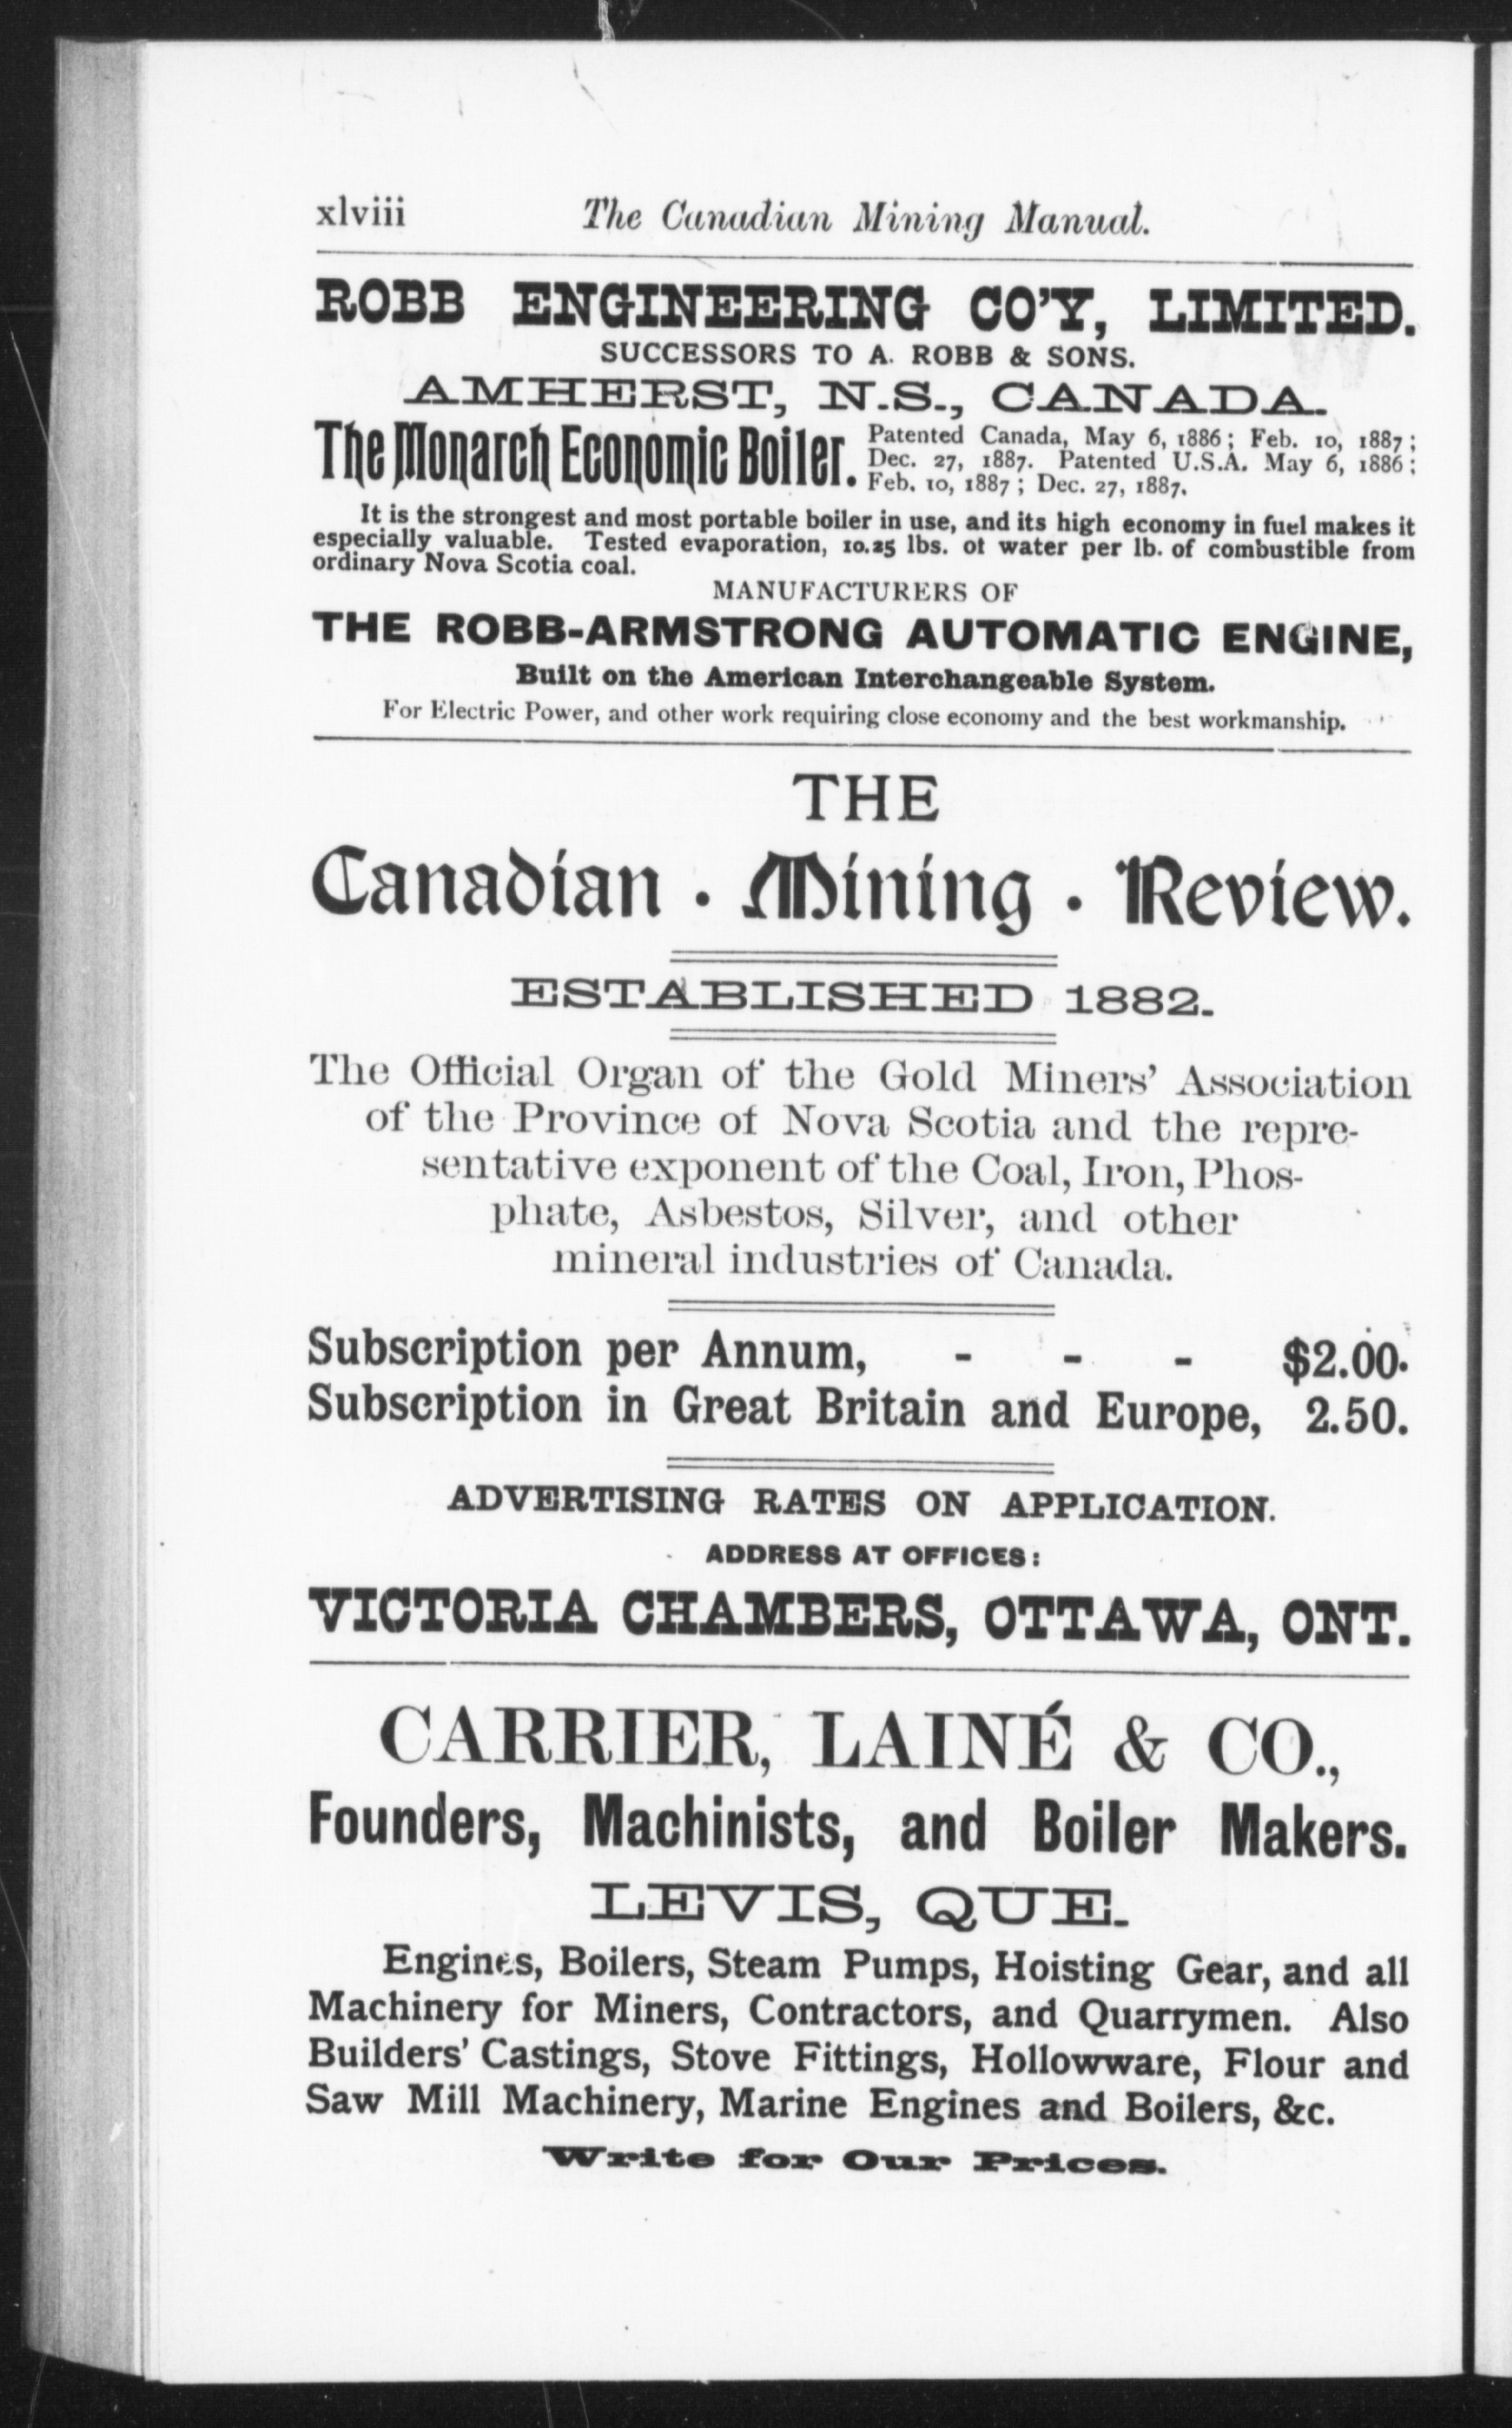 xlviii The Canadian Mining Manual.
ROBB ENGINEERING CO'Y, LIMITED.
SUCCESSORS TO A. ROBB & SONS.
AMHERST, N.S., CANADA.
The Monarch Economic Boiler. Patented Canada, May 6, 1886; Feb. 10, 1887;
Dec. 27, 1887. Patented U.S.A. May 6, 1886;
Feb. 10, 1887; Dec. 27, 1887.
It is the strongest and most portable boiler in use, and its high economy in fuel makes it
especially valuable. Tested evaporation, 10.25 lbs. of water per lb. of combustible from
ordinary Nova Scotia coal.
MANUFACTURERS OF
THE ROBB-ARMSTRONG AUTOMATIC ENGINE,
Built on the American Interchangeable System.
For Electric Power, and other work requiring close economy and the best workmanship.
THE
Canadian · Mining · Review.
ESTABLISHED 1882.
The Official Organ of the Gold Miners' Association
of the Province of Nova Scotia and the repre-
sentative exponent of the Coal, Iron, Phos-
phate, Asbestos, Silver, and other
mineral industries of Canada.
Subscription per Annum, - - - $2.00.
Subscription in Great Britain and Europe, 2.50.
ADVERTISING RATES ON APPLICATION.
ADDRESS AT OFFICES:
VICTORIA CHAMBERS, OTTAWA, ONT.
CARRIER, LAINÉ & CO.,
Founders, Machinists, and Boiler Makers.
LEVIS, QUE.
Engines, Boilers, Steam Pumps, Hoisting Gear, and all
Machinery for Miners, Contractors, and Quarrymen. Also
Builders' Castings, Stove Fittings, Hollowware, Flour and
Saw Mill Machinery, Marine Engines and Boilers, &c.
Write for Our Prices.